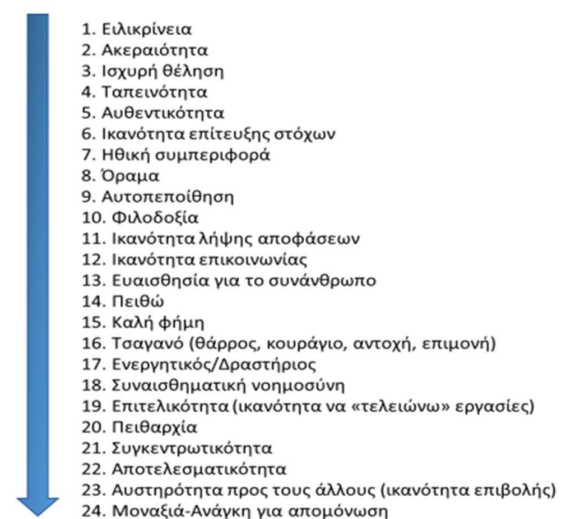 1. Ειλικρίνεια
2. Ακεραιότητα
3. Ισχυρή θέληση
4. Ταπεινότητα
5. Αυθεντικότητα
6. Ικανότητα επίτευξης στόχων
7. Ηθική συμπεριφορά
8. Όραμα
9. Αυτοπεποίθηση
10. Φιλοδοξία
11. Ικανότητα λήψης αποφάσεων
12. Ικανότητα επικοινωνίας
13. Ευαισθησία για το συνάνθρωπο
14. Πειθώ
15. Καλή φήμη
16. Τσαγανό (θάρρος, κουράγιο, αντοχή, επιμονή)
17. Ενεργητικός/Δραστήριος
18. Συναισθηματική νοημοσύνη
19. Επιτελικότητα (ικανότητα να «τελειώνω» εργασίες)
20. Πειθαρχία
21. Συγκεντρωτικότητα
22. Αποτελεσματικότητα
23. Αυστηρότητα προς τους άλλους (ικανότητα επιβολής)
24. Μοναξιά-Ανάγκη για απομόνωση